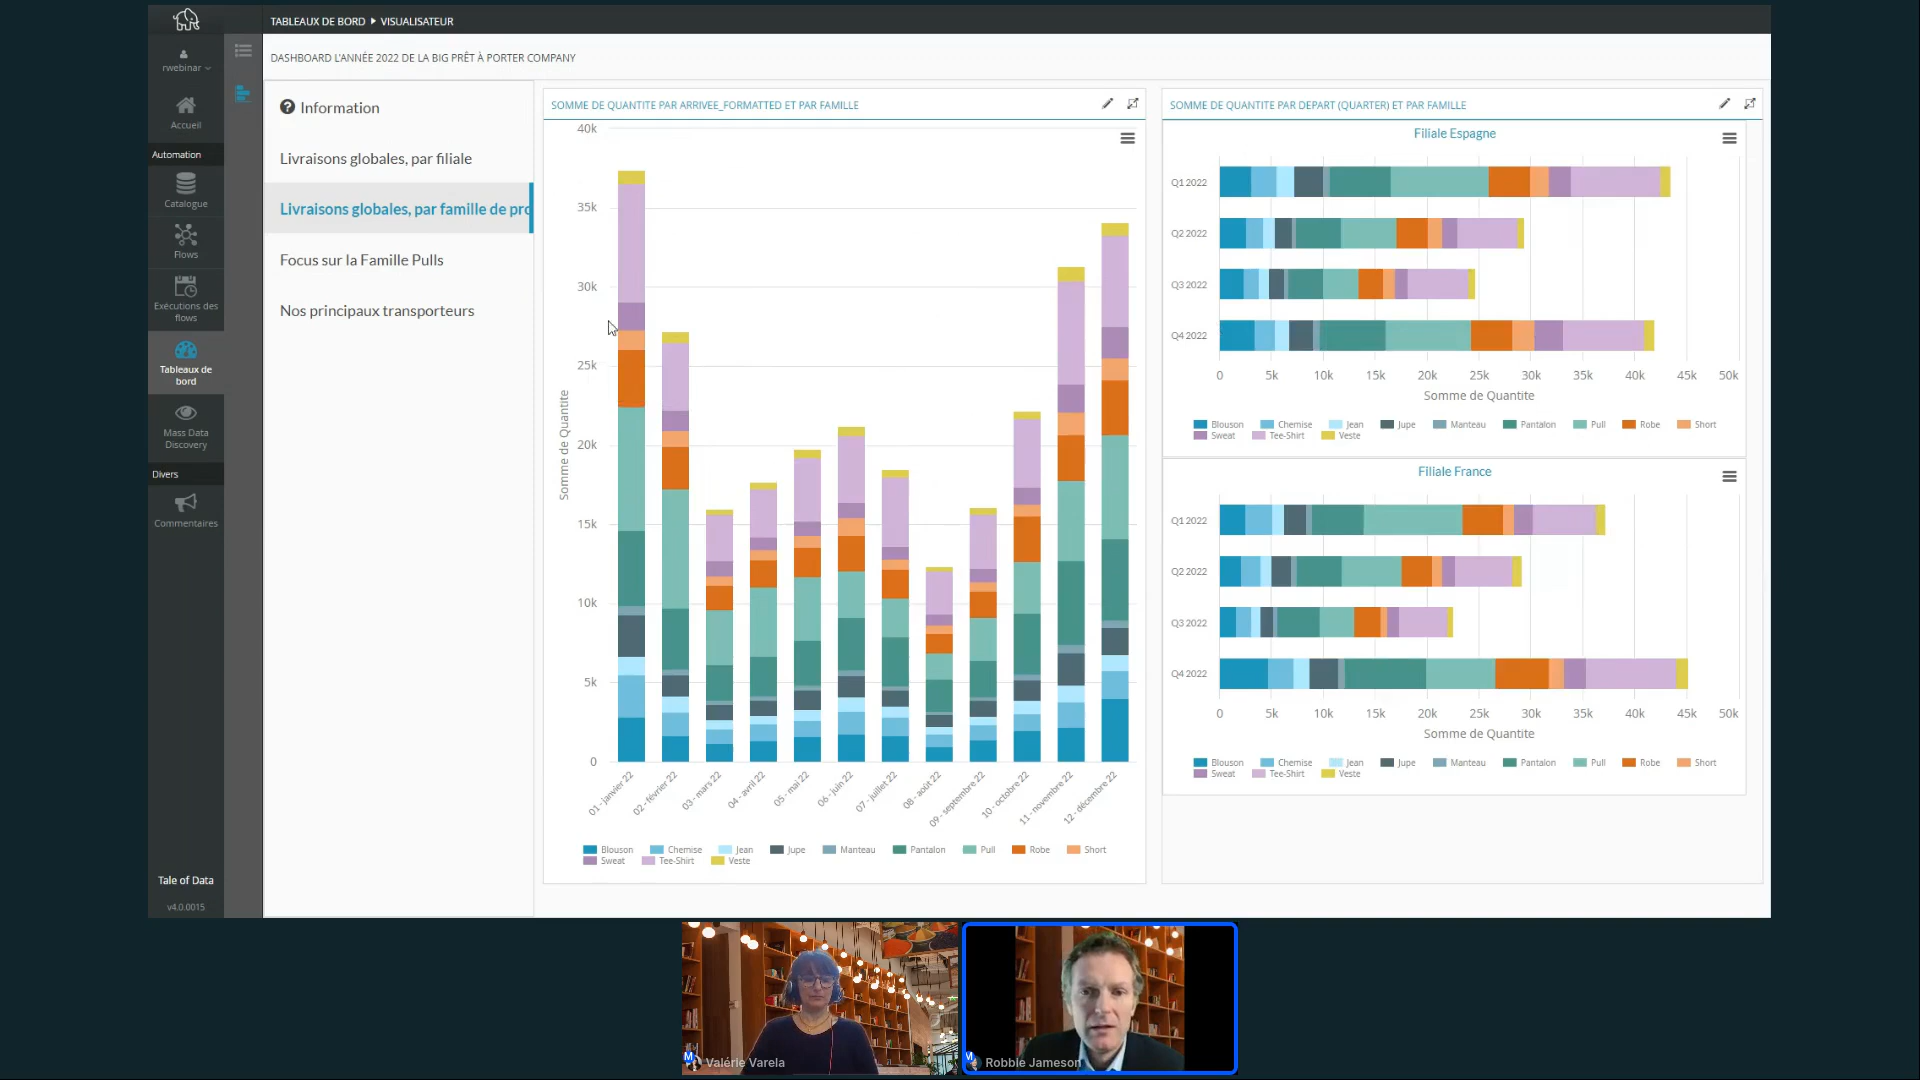 TABLEAUX DE BORD ▸ VISUALISATEUR
rwebinar
Accueil
Automation
Catalogue
Flows
Exécutions des
flows
Tableaux de
bord
Mass Data
Discovery
Divers
Commentaires
Tale of Data
v4.0.0015
DASHBOARD L'ANNÉE 2022 DE LA BIG PRÊT À PORTER COMPANY
Information
Livraisons globales, par filiale
Livraisons globales, par famille de pro
Focus sur la Famille Pulls
Nos principaux transporteurs
SOMME DE QUANTITE PAR ARRIVEE_FORMATTED ET PAR FAMILLE
40k
35k
30k
25k
20k
15k
10k
5k
0
Somme de Quantite
01 - janvier 22
02 - février 22
03 - mars 22
04 - avril 22
05 - mai 22
06 - juin 22
07 - juillet 22
08 - août 22
09 - septembre 22
10 - octobre 22
11 - novembre 22
12 - décembre 22
Blouson Chemise Jean Jupe Manteau Pantalon Pull Robe Short
Sweat Tee-Shirt Veste
SOMME DE QUANTITE PAR DEPART (QUARTER) ET PAR FAMILLE
Filiale Espagne
Q1 2022
Q2 2022
Q3 2022
Q4 2022
0 5k 10k 15k 20k 25k 30k 35k 40k 45k 50k
Somme de Quantite
Blouson Chemise Jean Jupe Manteau Pantalon Pull Robe Short
Sweat Tee-Shirt Veste
Filiale France
Q1 2022
Q2 2022
Q3 2022
Q4 2022
0 5k 10k 15k 20k 25k 30k 35k 40k 45k 50k
Somme de Quantite
Blouson Chemise Jean Jupe Manteau Pantalon Pull Robe Short
Sweat Tee-Shirt Veste
Valérie Varela
Robbie Jameson